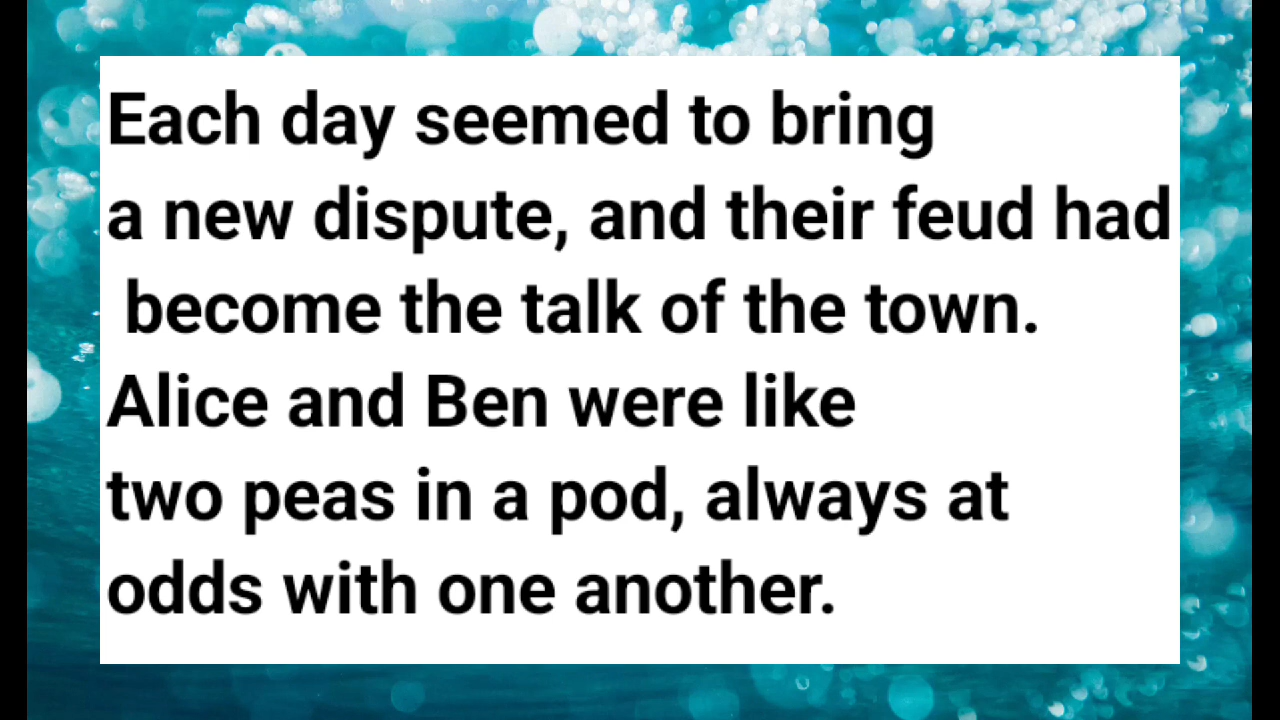 Each day seemed to bring
a new dispute, and their feud had
become the talk of the town.
Alice and Ben were like
two peas in a pod, always at
odds with one another.